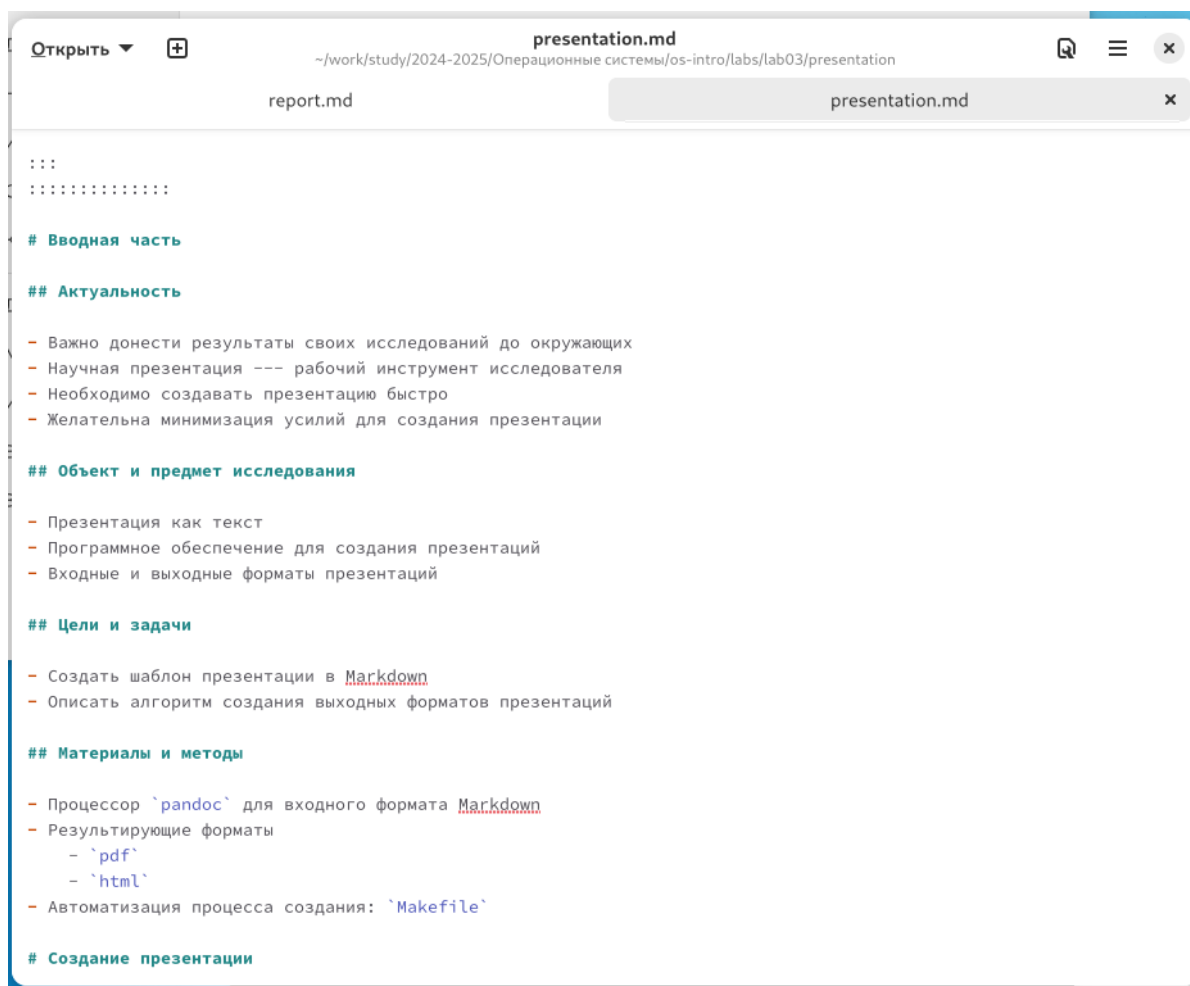 Открыть
presentation.md
~/work/study/2024-2025/Операционные системы/os-intro/labs/lab03/presentation
report.md
presentation.md
:::
::::::::::::::
# Вводная часть
## Актуальность
- Важно донести результаты своих исследований до окружающих
- Научная презентация --- рабочий инструмент исследователя
- Необходимо создавать презентацию быстро
- Желательна минимизация усилий для создания презентации
## Объект и предмет исследования
- Презентация как текст
- Программное обеспечение для создания презентаций
- Входные и выходные форматы презентаций
## Цели и задачи
- Создать шаблон презентации в Markdown
- Описать алгоритм создания выходных форматов презентаций
## Материалы и методы
- Процессор `pandoc` для входного формата Markdown
- Результирующие форматы
    - `pdf`
    - `html`
- Автоматизация процесса создания: `Makefile`
# Создание презентации